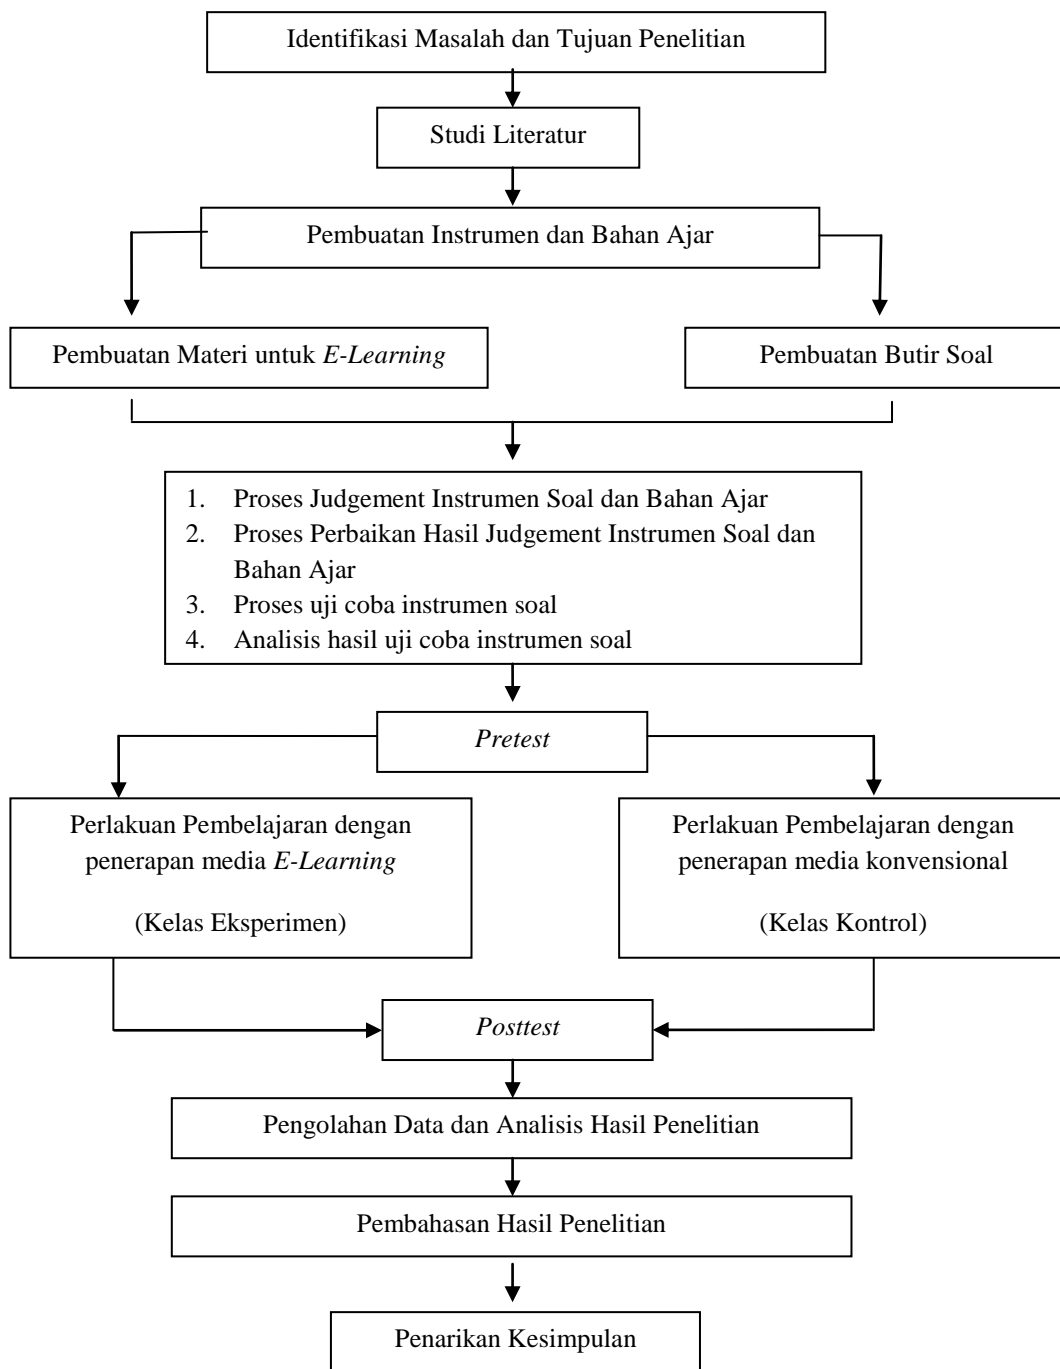 Identifikasi Masalah dan Tujuan Penelitian
Studi Literatur
Pembuatan Instrumen dan Bahan Ajar
Pembuatan Materi untuk E-Learning
Pembuatan Butir Soal
1. Proses Judgement Instrumen Soal dan Bahan Ajar
2. Proses Perbaikan Hasil Judgement Instrumen Soal dan
Bahan Ajar
3. Proses uji coba instrumen soal
4. Analisis hasil uji coba instrumen soal
Pretest
Perlakuan Pembelajaran dengan
penerapan media E-Learning
(Kelas Eksperimen)
Perlakuan Pembelajaran dengan
penerapan media konvensional
(Kelas Kontrol)
Posttest
Pengolahan Data dan Analisis Hasil Penelitian
Pembahasan Hasil Penelitian
Penarikan Kesimpulan